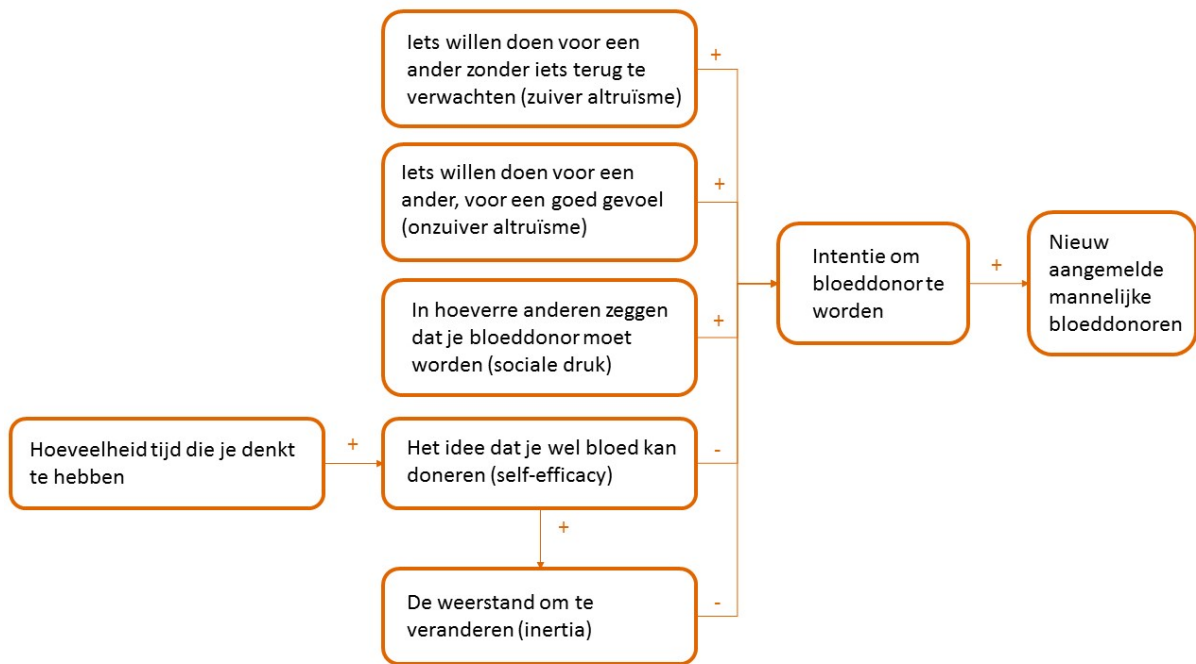 Iets willen doen voor een
ander zonder iets terug te
verwachten (zuiver altruïsme)
+
Iets willen doen voor een
ander, voor een goed gevoel
(onzuiver altruïsme)
+
In hoeverre anderen zeggen
dat je bloeddonor moet
worden (sociale druk)
+
Intentie om
bloeddonor te
worden
+
Nieuw
aangemelde
mannelijke
bloeddonoren
Hoeveelheid tijd die je denkt
te hebben
+
Het idee dat je wel bloed kan
doneren (self-efficacy)
-
+
De weerstand om te
veranderen (inertia)
-